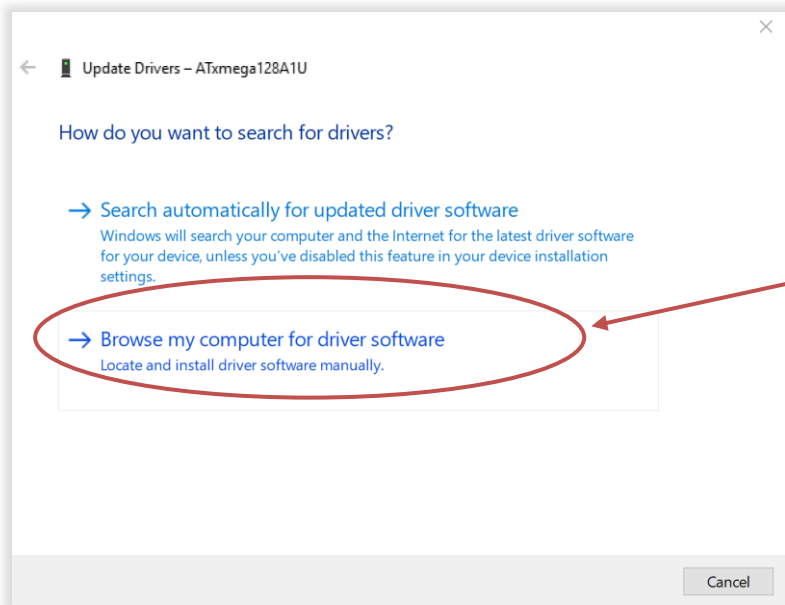 Update Drivers – ATxmega128A1U
How do you want to search for drivers?
Search automatically for updated driver software
Windows will search your computer and the Internet for the latest driver software
for your device, unless you've disabled this feature in your device installation
settings.
Browse my computer for driver software
Locate and install driver software manually.
Cancel